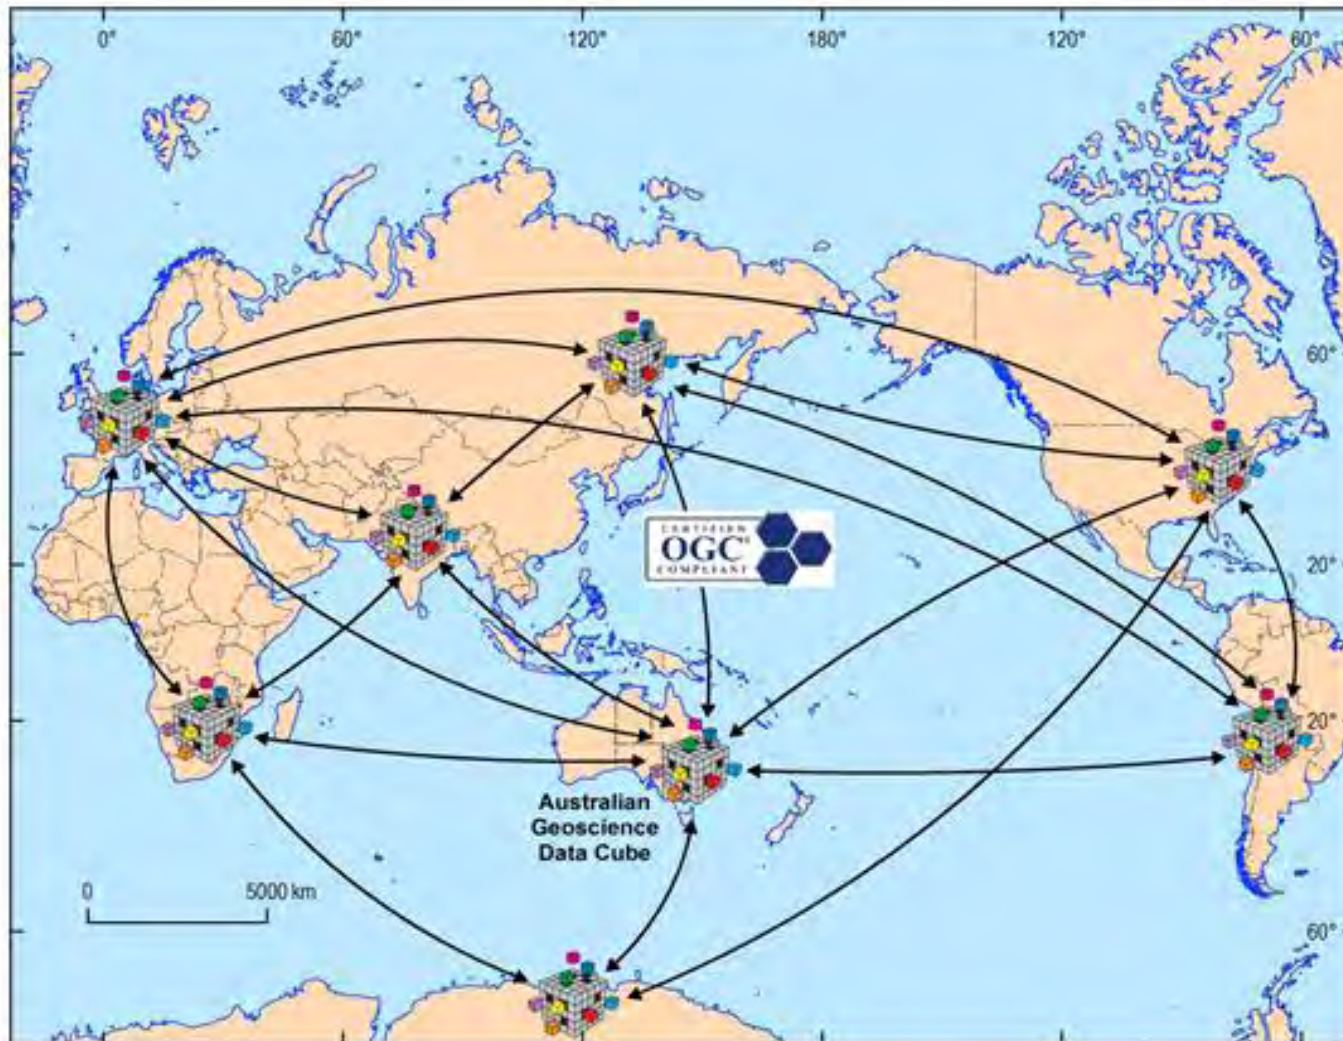 0°
60°
120°
180°
120°
60°
60°
CERTIFIED
OGC®
COMPLIANT
20°
20°
Australian
Geoscience
Data Cube
0
5000 km
60°